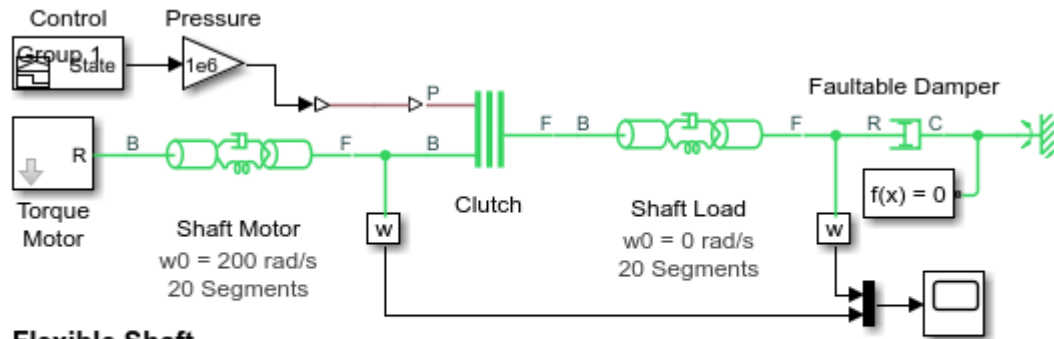 Control
Pressure
Group 1
State
1e6
P
Faultable Damper
R
B
F
B
F
B
F
R
C
f(x) = 0
Torque
Motor
Shaft Motor
w0 = 200 rad/s
20 Segments
w
Clutch
Shaft Load
w0 = 0 rad/s
20 Segments
w
Flexible Shaft